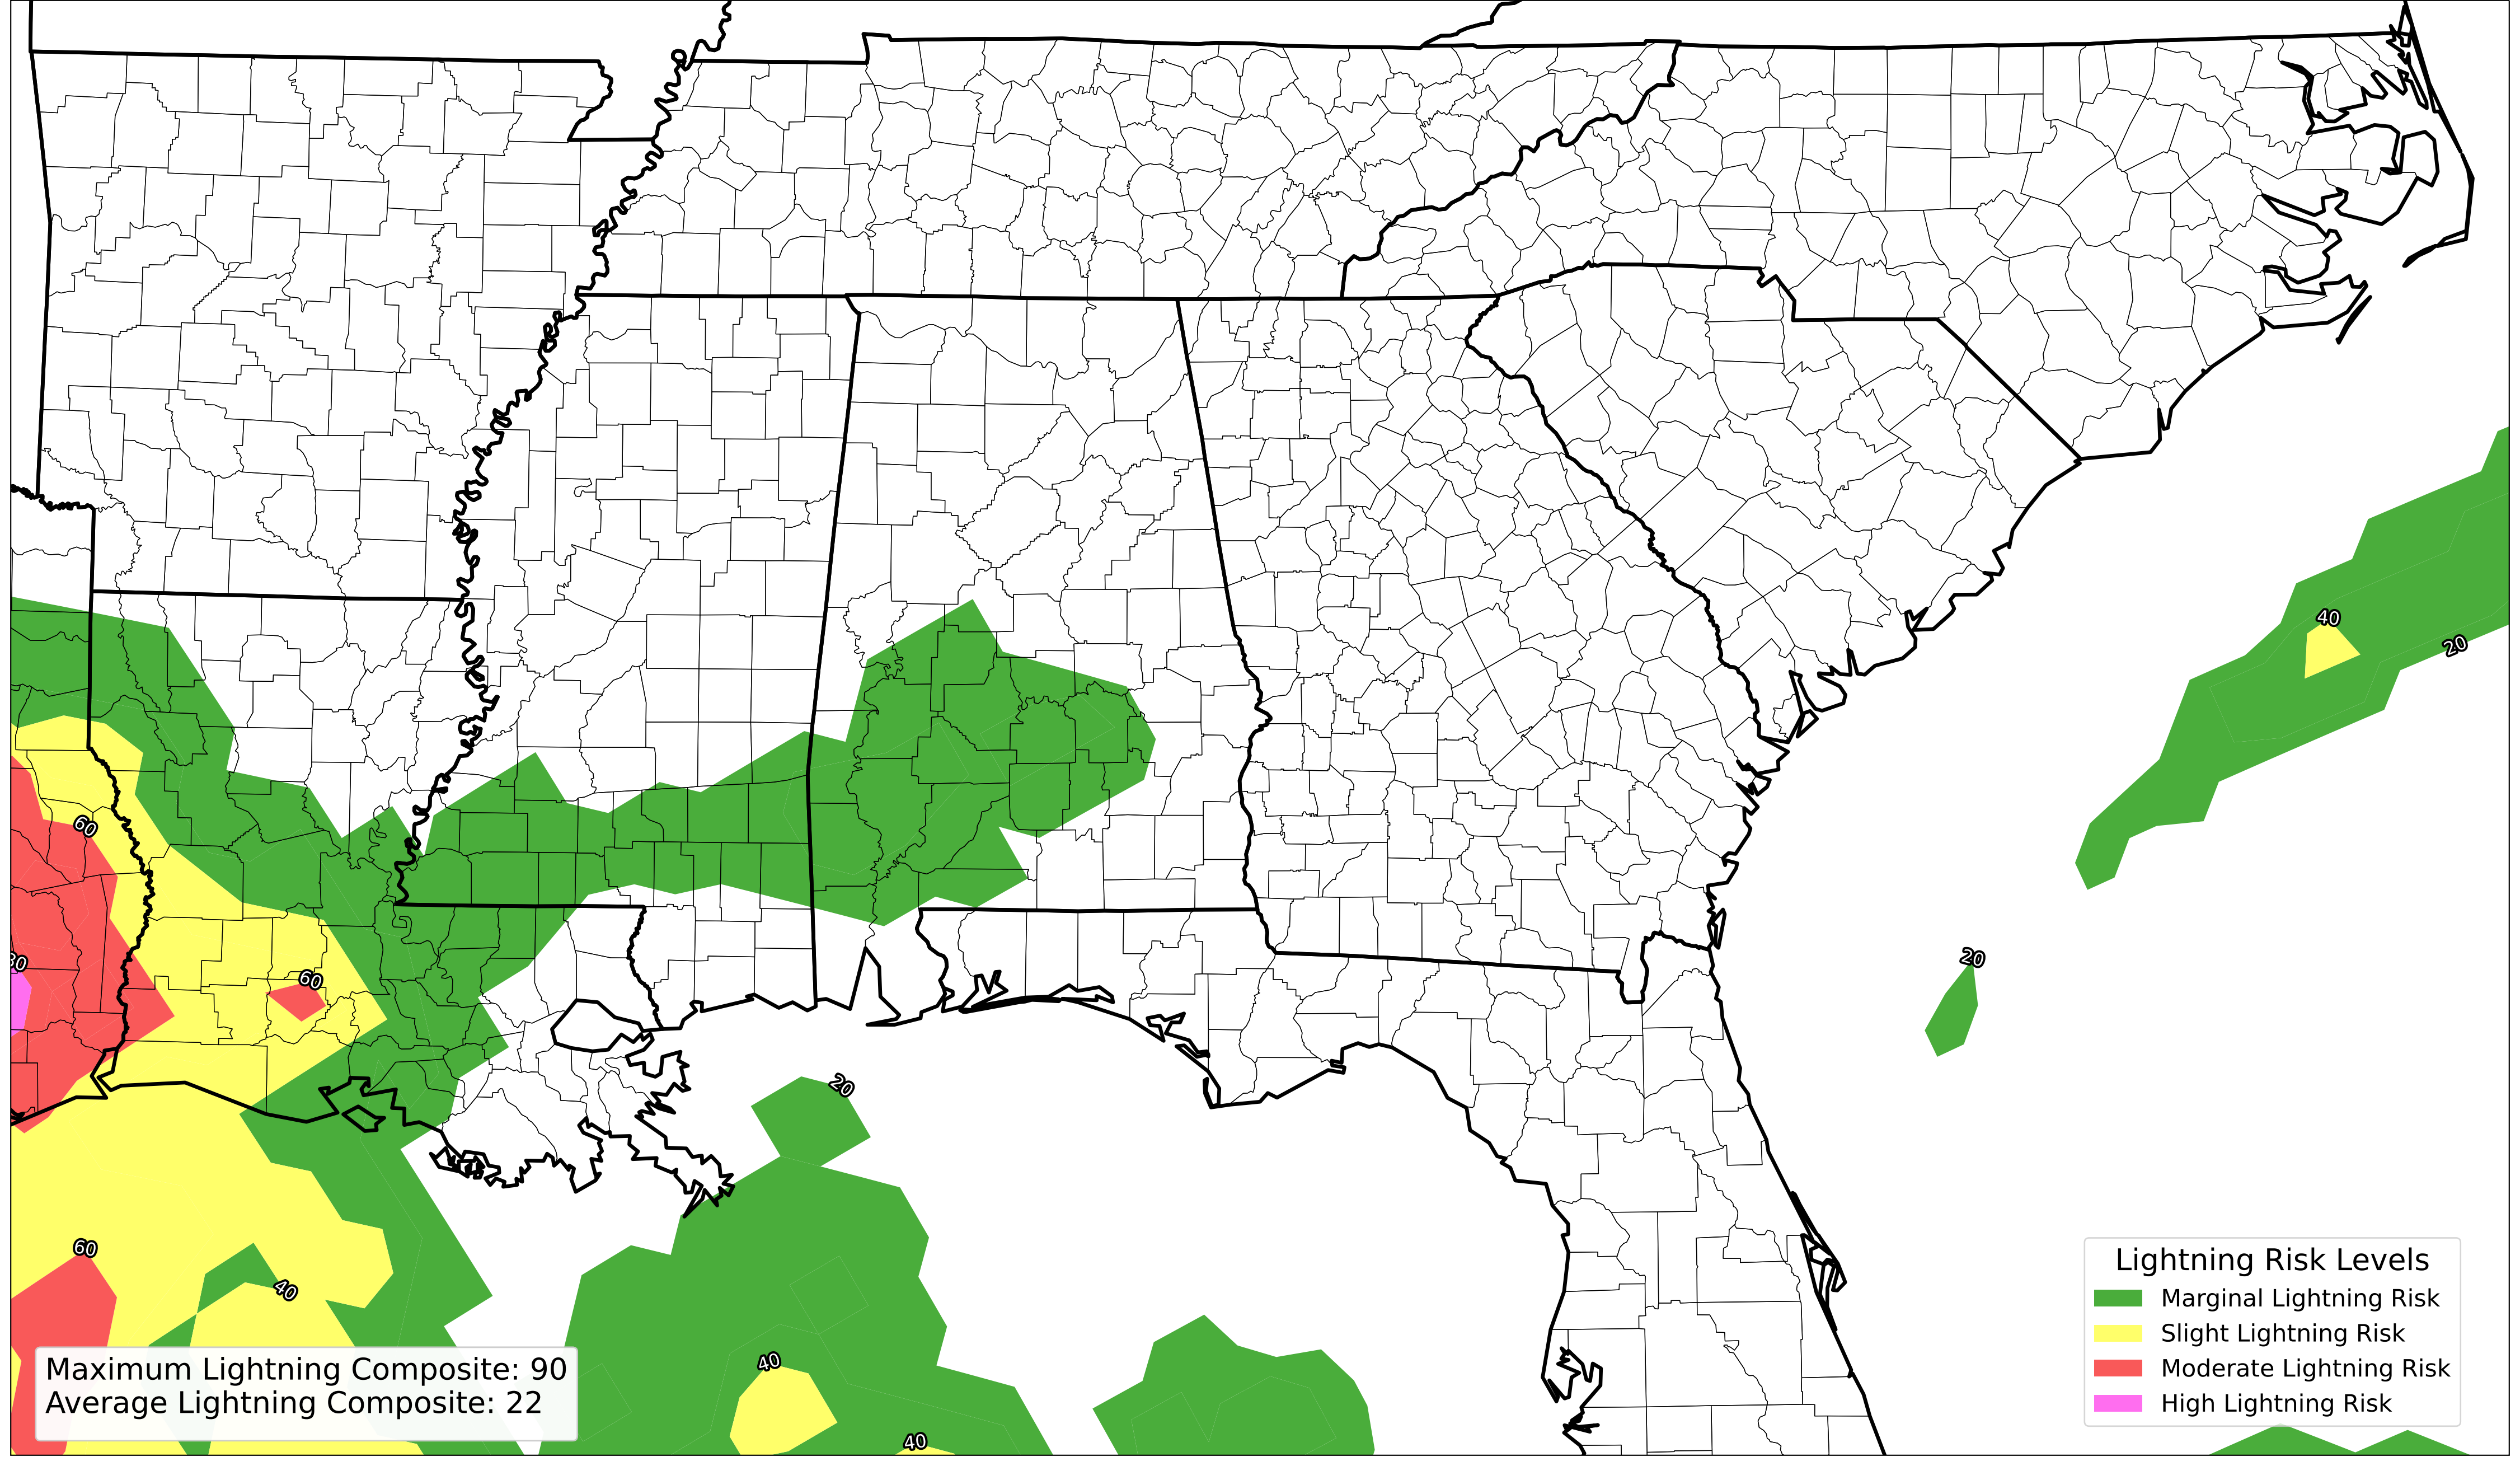 40
20
60
80
60
20
20
60
40
40
40
Lightning Risk Levels
Marginal Lightning Risk
Slight Lightning Risk
Moderate Lightning Risk
High Lightning Risk
Maximum Lightning Composite: 90
Average Lightning Composite: 22